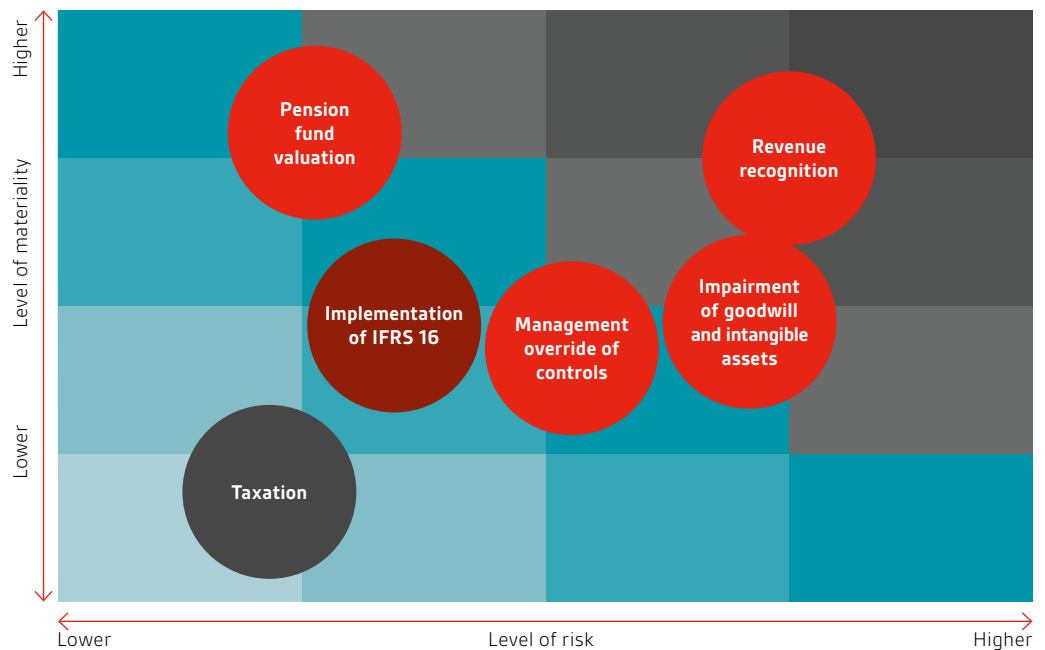 Higher
Level of materiality
Lower
Pension
fund
valuation
Revenue
recognition
Implementation
of IFRS 16
Management
override of
controls
Impairment
of goodwill
and intangible
assets
Taxation
Lower
Level of risk
Higher